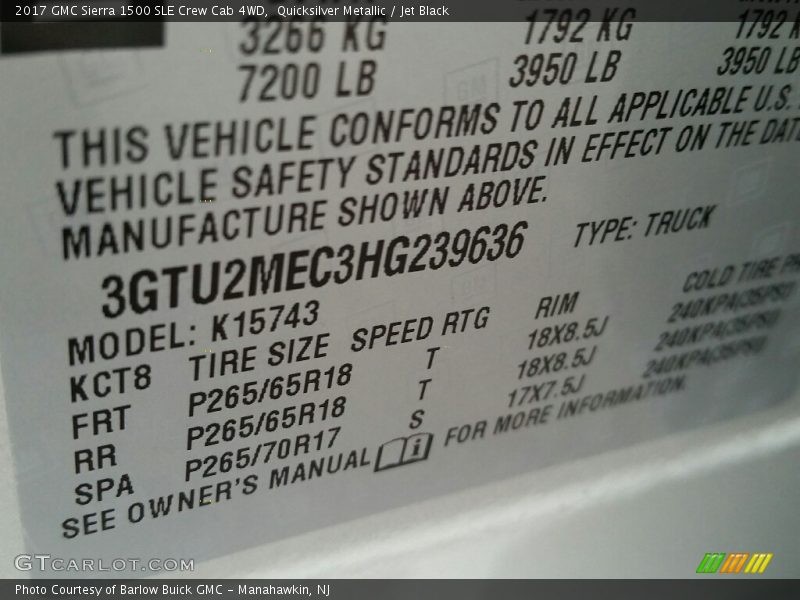 2017 GMC Sierra 1500 SLE Crew Cab 4WD, Quicksilver Metallic / Jet Black
3266 KG 1792 KG 1792
7200 LB 3950 LB 3950 LB
THIS VEHICLE CONFORMS TO ALL APPLICABLE U.S.
VEHICLE SAFETY STANDARDS IN EFFECT ON THE DAT
MANUFACTURE SHOWN ABOVE.
3GTU2MEC3HG239636 TYPE: TRUCK
MODEL: K15743
KCT8 TIRE SIZE SPEED RTG RIM COLD TIRE PR
FRT P265/65R18 T 18X8.5J 240KPA(35PSI)
RR P265/65R18 T 18X8.5J 240KPA(35PSI)
SPA P265/70R17 S 17X7.5J 240KPA(35PSI)
SEE OWNER'S MANUAL FOR MORE INFORMATION.
GTCARLOT.COM
Photo Courtesy of Barlow Buick GMC – Manahawkin, NJ